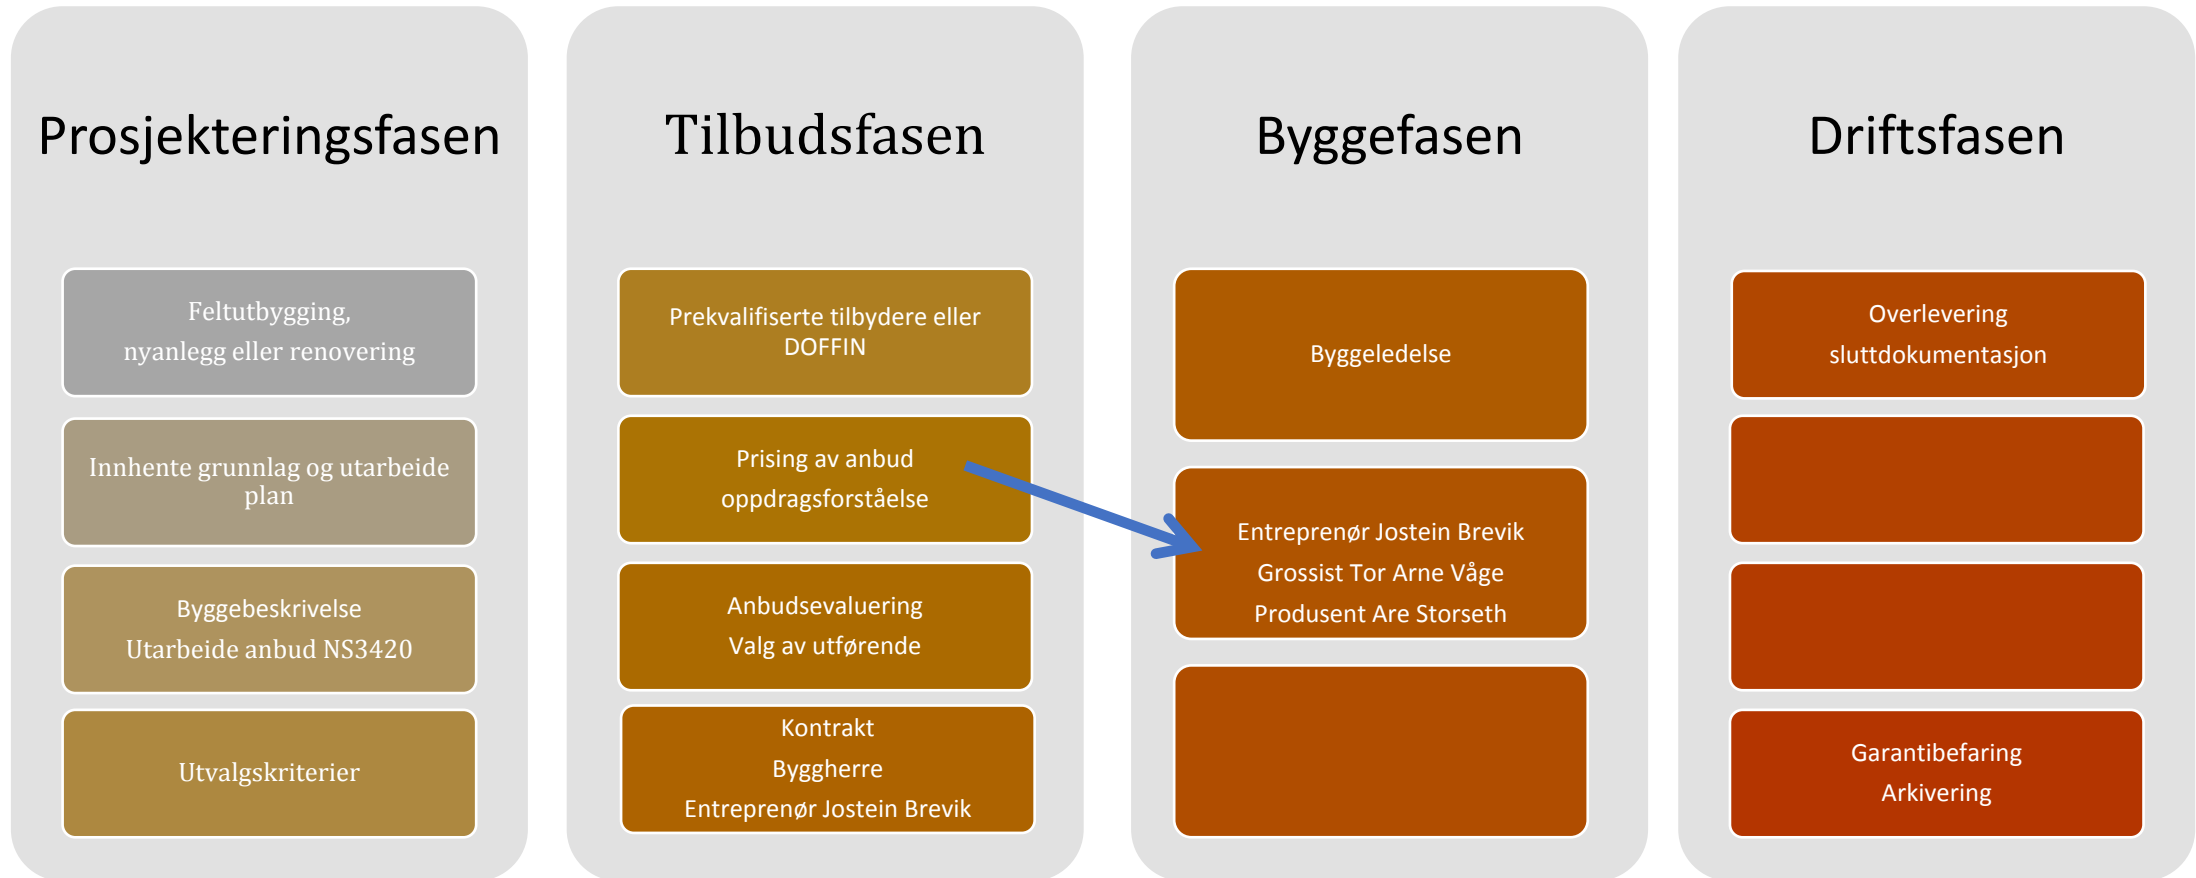 Prosjekteringsfasen
Feltutbygging,
nyanlegg eller renovering
Innhente grunnlag og utarbeide
plan
Byggebeskrivelse
Utarbeide anbud NS3420
Utvalgskriterier
Tilbudsfasen
Prekvalifiserte tilbydere eller
DOFFIN
Prising av anbud
oppdragsforståelse
Anbudsevaluering
Valg av utførende
Kontrakt
Byggherre
Entreprenør Jostein Brevik
Byggefasen
Byggeledelse
Entreprenør Jostein Brevik
Grossist Tor Arne Våge
Produsent Are Storseth
Driftsfasen
Overlevering
sluttdokumentasjon
Garantibefaring
Arkivering